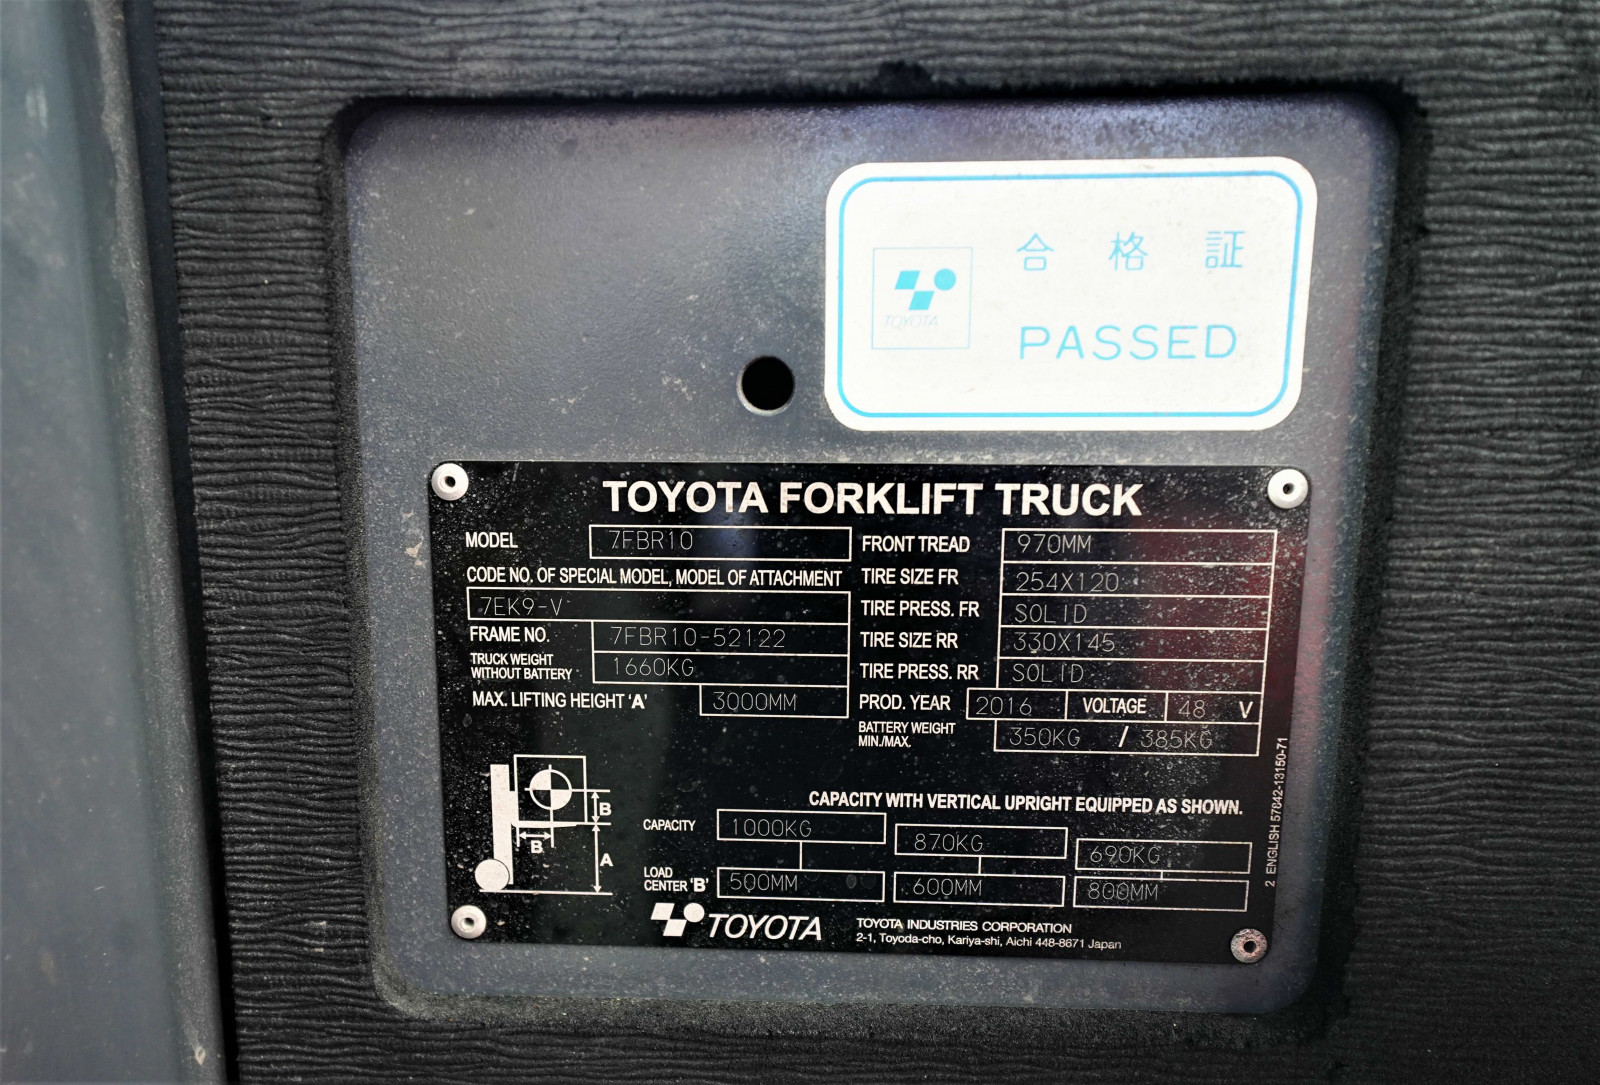 合格証
TOYOTA
PASSED
TOYOTA FORKLIFT TRUCK
MODEL 7FBR10
CODE NO. OF SPECIAL MODEL, MODEL OF ATTACHMENT
7EK9-V
FRAME NO. 7FBR10-52122
TRUCK WEIGHT
WITHOUT BATTERY 1660KG
MAX. LIFTING HEIGHT 'A' 3000MM
FRONT TREAD 970MM
TIRE SIZE FR 254X120
TIRE PRESS. FR SOLID
TIRE SIZE RR 330X145
TIRE PRESS. RR SOLID
PROD. YEAR 2016 VOLTAGE 48 V
BATTERY WEIGHT
MIN./MAX. 350KG / 385KG
B
B
A
CAPACITY WITH VERTICAL UPRIGHT EQUIPPED AS SHOWN.
CAPACITY 1000KG 870KG 690KG
LOAD
CENTER 'B' 500MM 600MM 800MM
TOYOTA
TOYOTA INDUSTRIES CORPORATION
2-1, Toyoda-cho, Kariya-shi, Aichi 448-8671 Japan
2 ENGLISH 57642-13150-71